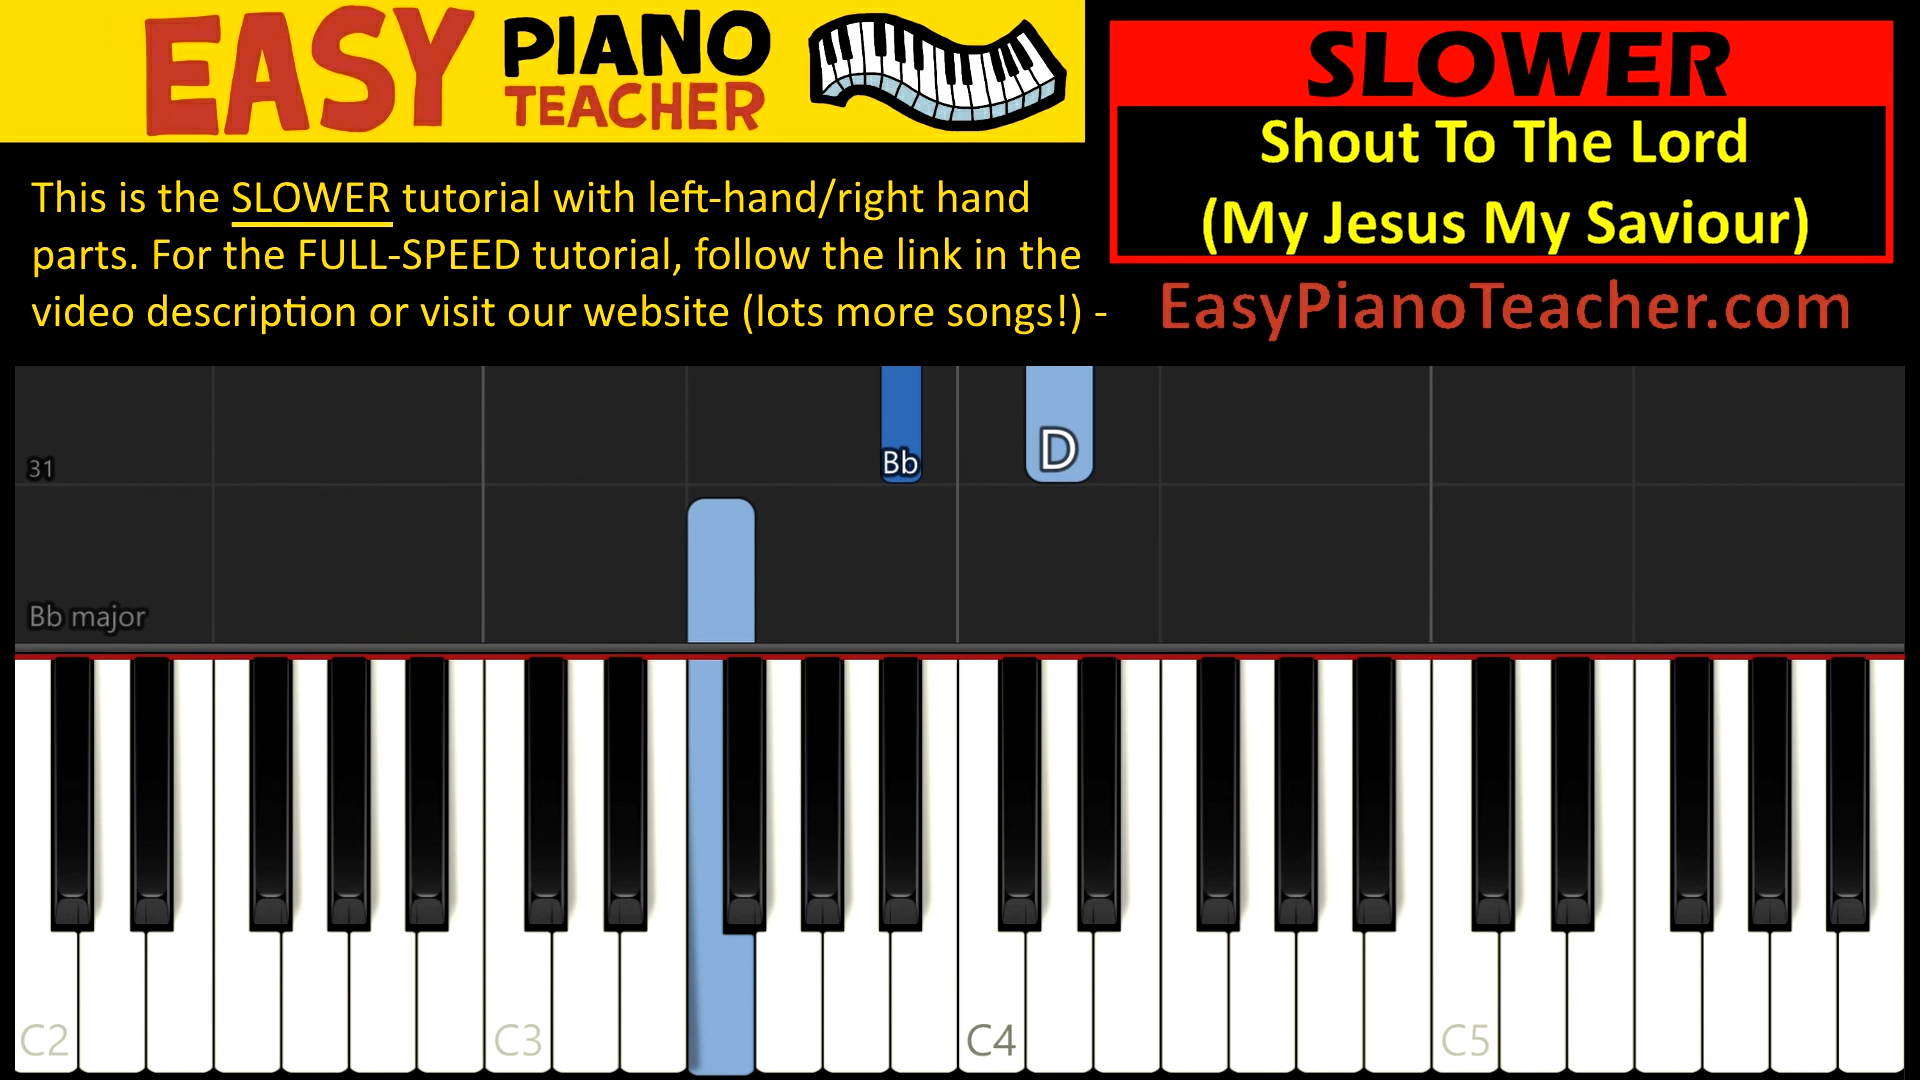 EASY PIANO
TEACHER
SLOWER
Shout To The Lord
(My Jesus My Saviour)
This is the SLOWER tutorial with left-hand/right hand
parts. For the FULL-SPEED tutorial, follow the link in the
video description or visit our website (lots more songs!) -
EasyPianoTeacher.com
Bb
D
31
Bb major
C2
C3
C4
C5